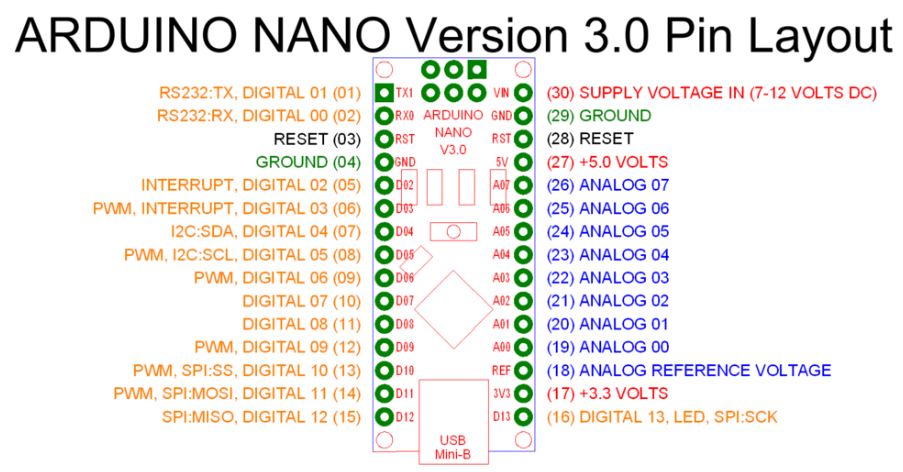 ARDUINO NANO Version 3.0 Pin Layout
RS232:TX, DIGITAL 01 (01) TX1 VIN (30) SUPPLY VOLTAGE IN (7-12 VOLTS DC)
RS232:RX, DIGITAL 00 (02) RX0 ARDUINO GND (29) GROUND
RESET (03) RST NANO RST (28) RESET
V3.0
GROUND (04) GND 5V (27) +5.0 VOLTS
INTERRUPT, DIGITAL 02 (05) D02 A07 (26) ANALOG 07
PWM, INTERRUPT, DIGITAL 03 (06) D03 A06 (25) ANALOG 06
I2C:SDA, DIGITAL 04 (07) D04 A05 (24) ANALOG 05
PWM, I2C:SCL, DIGITAL 05 (08) D05 A04 (23) ANALOG 04
PWM, DIGITAL 06 (09) D06 A03 (22) ANALOG 03
DIGITAL 07 (10) D07 A02 (21) ANALOG 02
DIGITAL 08 (11) D08 A01 (20) ANALOG 01
PWM, DIGITAL 09 (12) D09 A00 (19) ANALOG 00
PWM, SPI:SS, DIGITAL 10 (13) D10 REF (18) ANALOG REFERENCE VOLTAGE
PWM, SPI:MOSI, DIGITAL 11 (14) D11 3V3 (17) +3.3 VOLTS
SPI:MISO, DIGITAL 12 (15) D12 D13 (16) DIGITAL 13, LED, SPI:SCK
USB
Mini-B